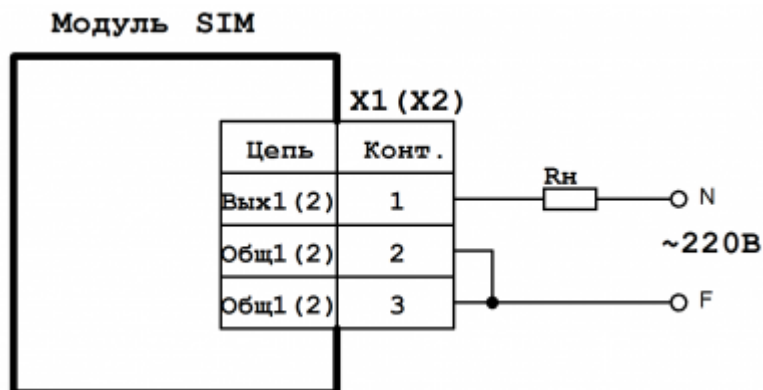 Модуль SIM
X1(X2)
Цепь Конт.
Вых1(2) 1 Rн N
Общ1(2) 2 ~220В
Общ1(2) 3 F